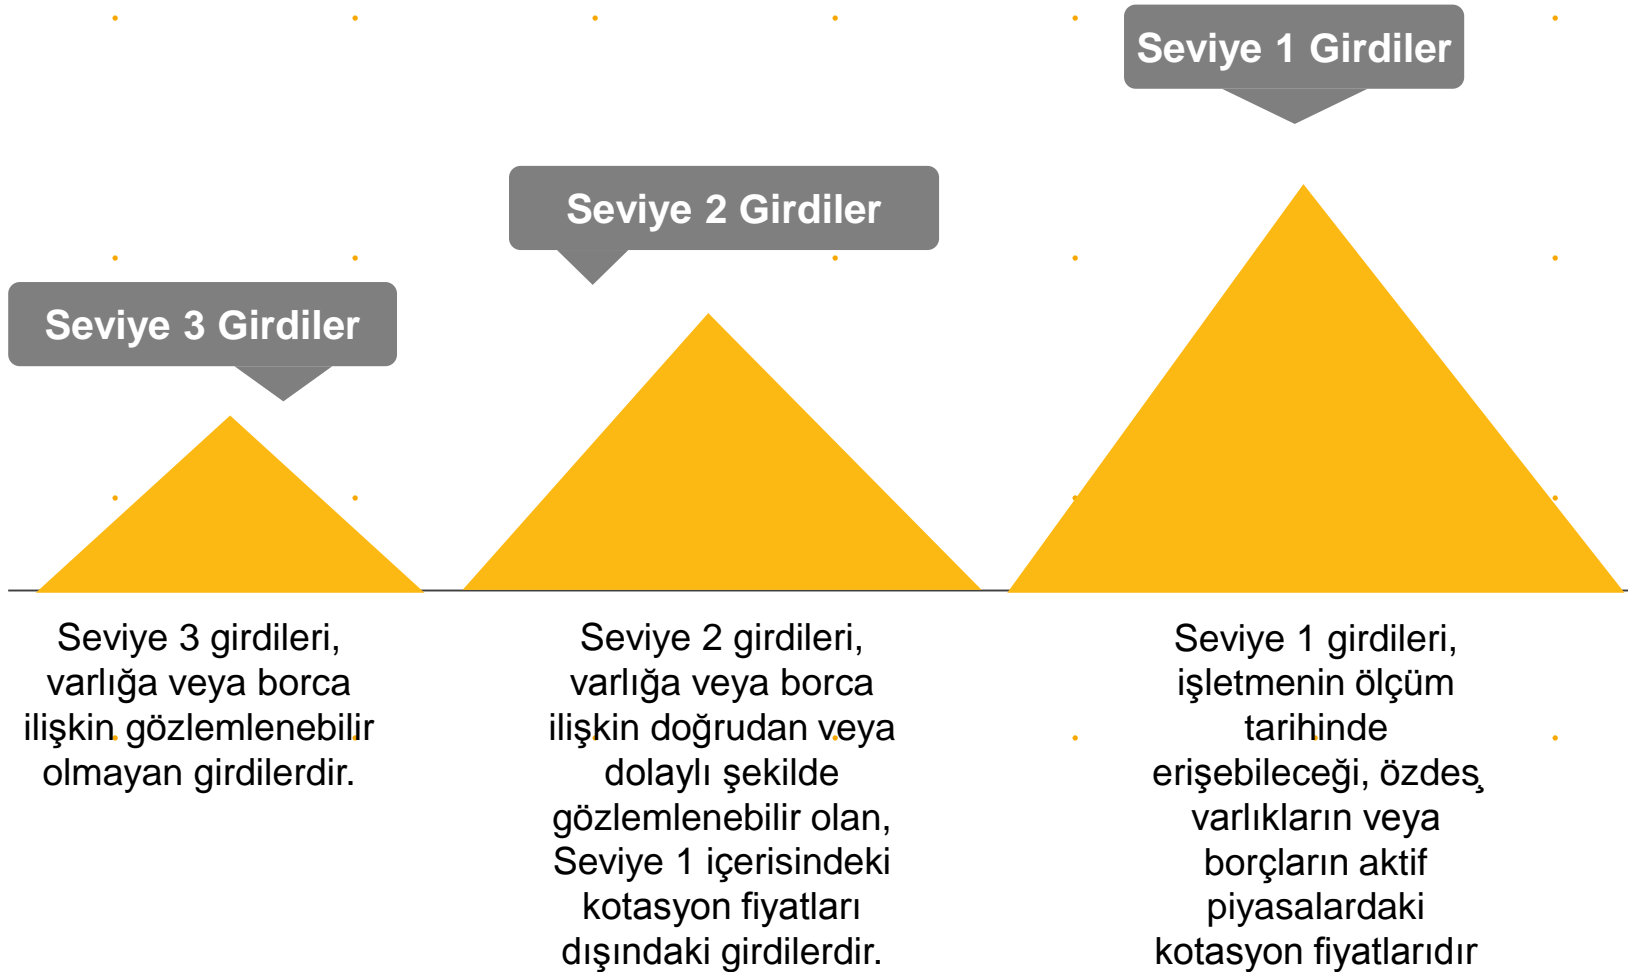 Seviye 1 Girdiler
Seviye 2 Girdiler
Seviye 3 Girdiler
Seviye 3 girdileri,
varlığa veya borca
ilişkin gözlemlenebilir
olmayan girdilerdir.
Seviye 2 girdileri,
varlığa veya borca
ilişkin doğrudan veya
dolaylı şekilde
gözlemlenebilir olan,
Seviye 1 içerisindeki
kotasyon fiyatları
dışındaki girdilerdir.
Seviye 1 girdileri,
işletmenin ölçüm
tarihinde
erişebileceği, özdeş
varlıkların veya
borçların aktif
piyasalardaki
kotasyon fiyatlarıdır